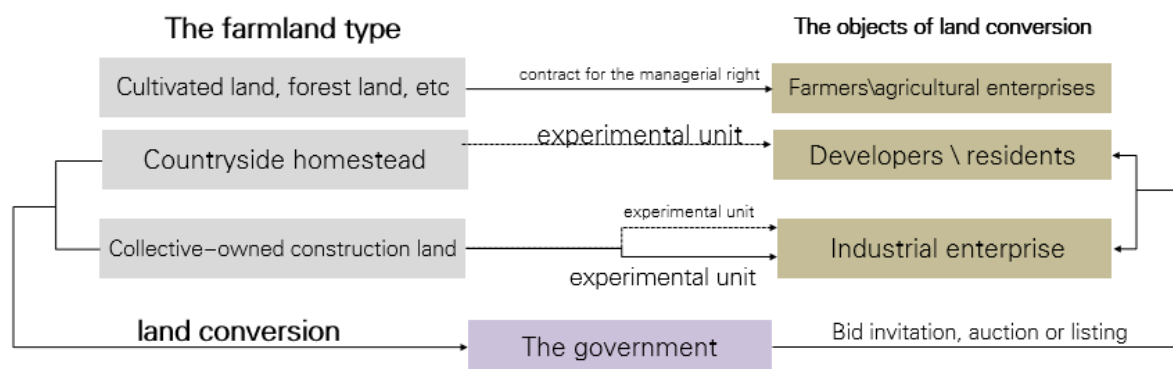 The farmland type
The objects of land conversion
Cultivated land, forest land, etc
contract for the managerial right
Farmers\agricultural enterprises
Countryside homestead
experimental unit
Developers \ residents
Collective-owned construction land
experimental unit
experimental unit
Industrial enterprise
land conversion
The government
Bid invitation, auction or listing